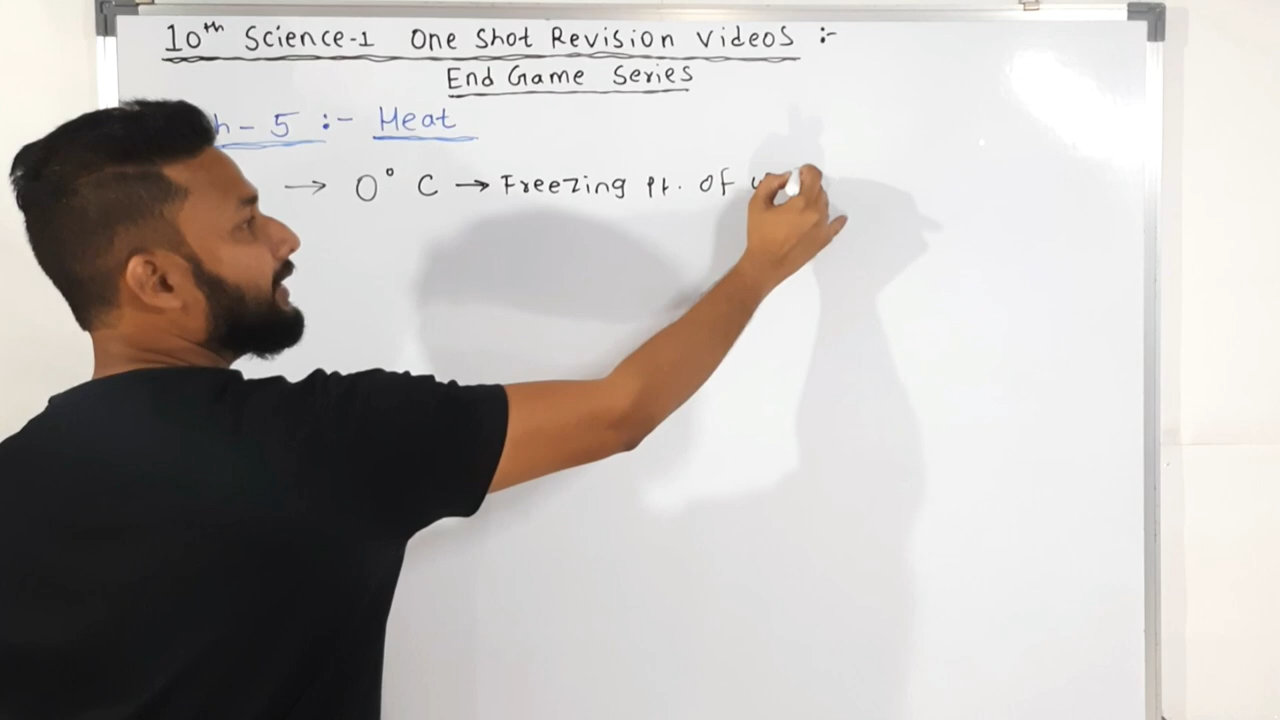 10th Science-1 One Shot Revision Videos :-
End Game Series
h - 5 :- Heat
→ 0° C → Freezing pt. of